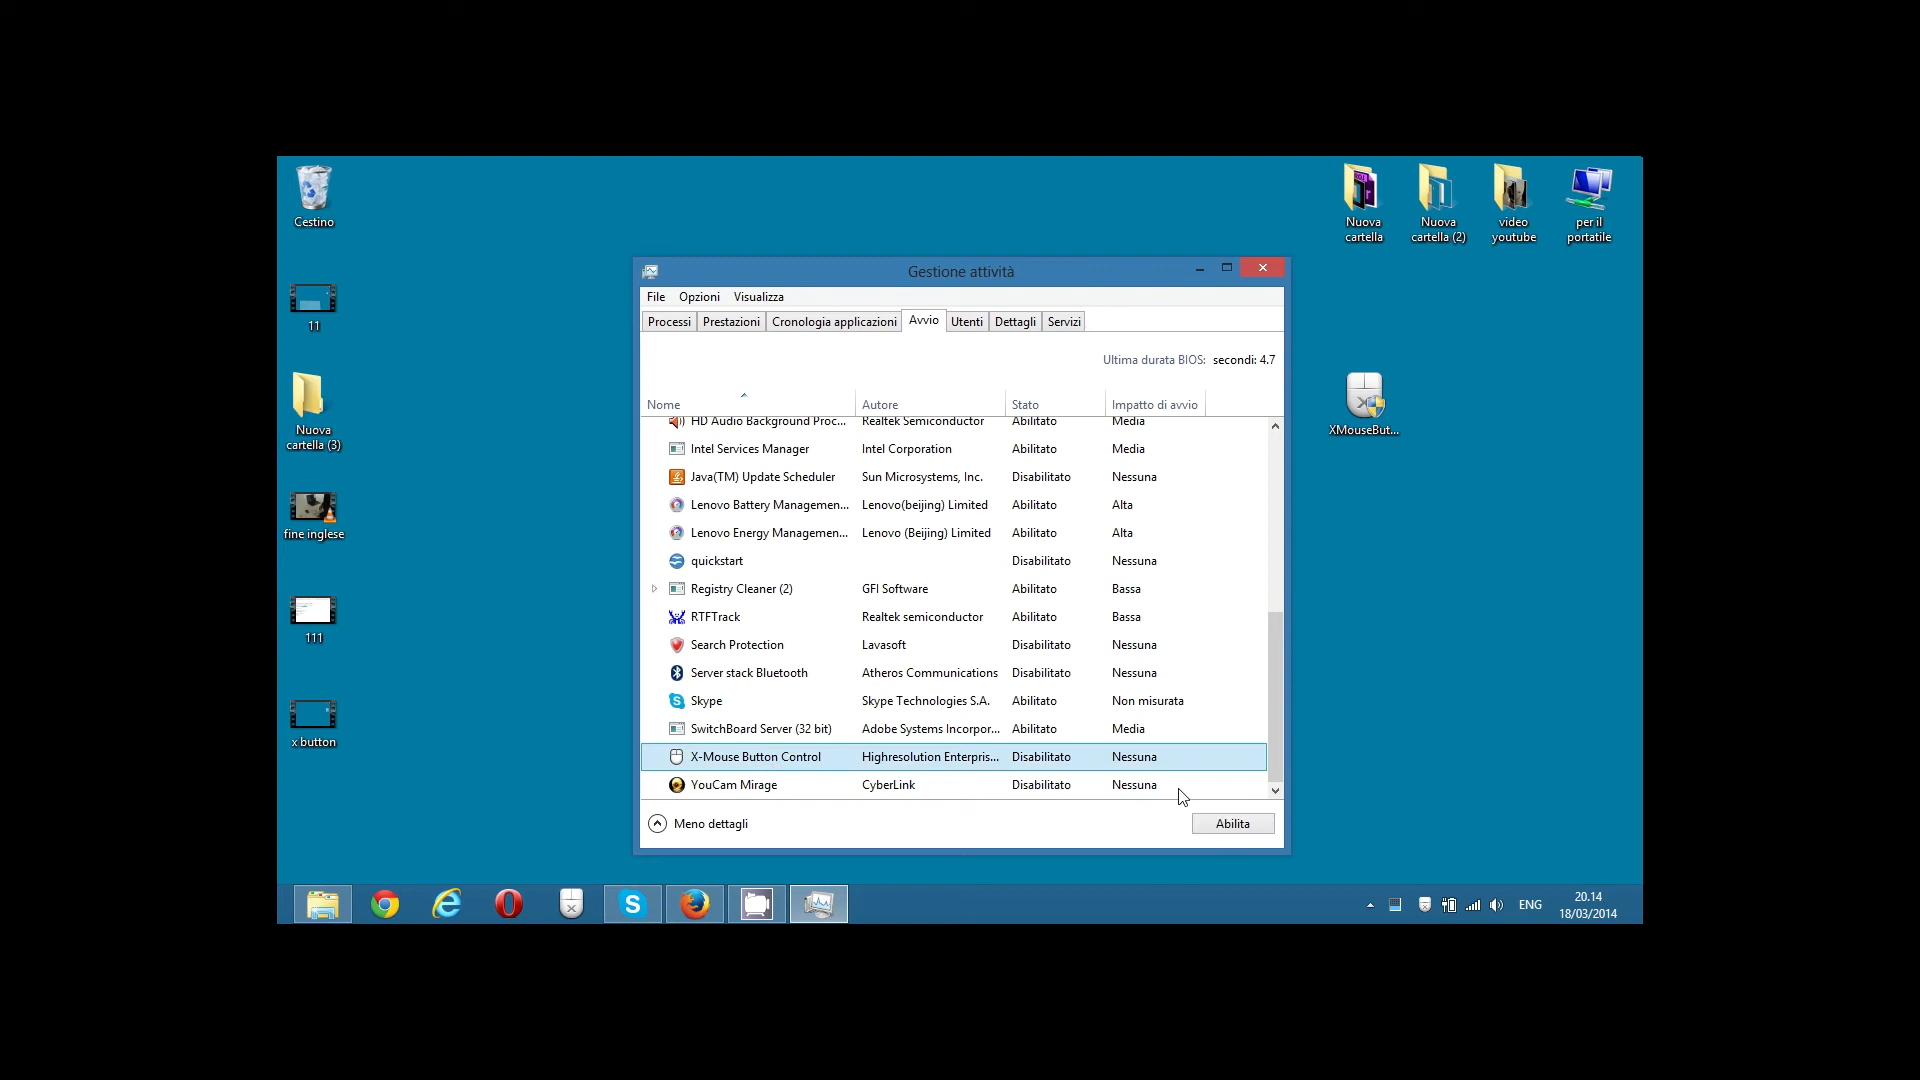 Cestino
11
Nuova
cartella (3)
fine inglese
111
x button
Nuova
cartella
Nuova
cartella (2)
video
youtube
per il
portatile
XMouseBut...
Gestione attività
File Opzioni Visualizza
Processi Prestazioni Cronologia applicazioni Avvio Utenti Dettagli Servizi
Ultima durata BIOS: secondi: 4.7
Nome Autore Stato Impatto di avvio
HD Audio Background Proc... Realtek Semiconductor Abilitato Media
Intel Services Manager Intel Corporation Abilitato Media
Java(TM) Update Scheduler Sun Microsystems, Inc. Disabilitato Nessuna
Lenovo Battery Managemen... Lenovo(beijing) Limited Abilitato Alta
Lenovo Energy Managemen... Lenovo (Beijing) Limited Abilitato Alta
quickstart Disabilitato Nessuna
Registry Cleaner (2) GFI Software Abilitato Bassa
RTFTrack Realtek semiconductor Abilitato Bassa
Search Protection Lavasoft Disabilitato Nessuna
Server stack Bluetooth Atheros Communications Disabilitato Nessuna
Skype Skype Technologies S.A. Abilitato Non misurata
SwitchBoard Server (32 bit) Adobe Systems Incorpor... Abilitato Media
X-Mouse Button Control Highresolution Enterpris... Disabilitato Nessuna
YouCam Mirage CyberLink Disabilitato Nessuna
Meno dettagli Abilita
ENG
20.14
18/03/2014